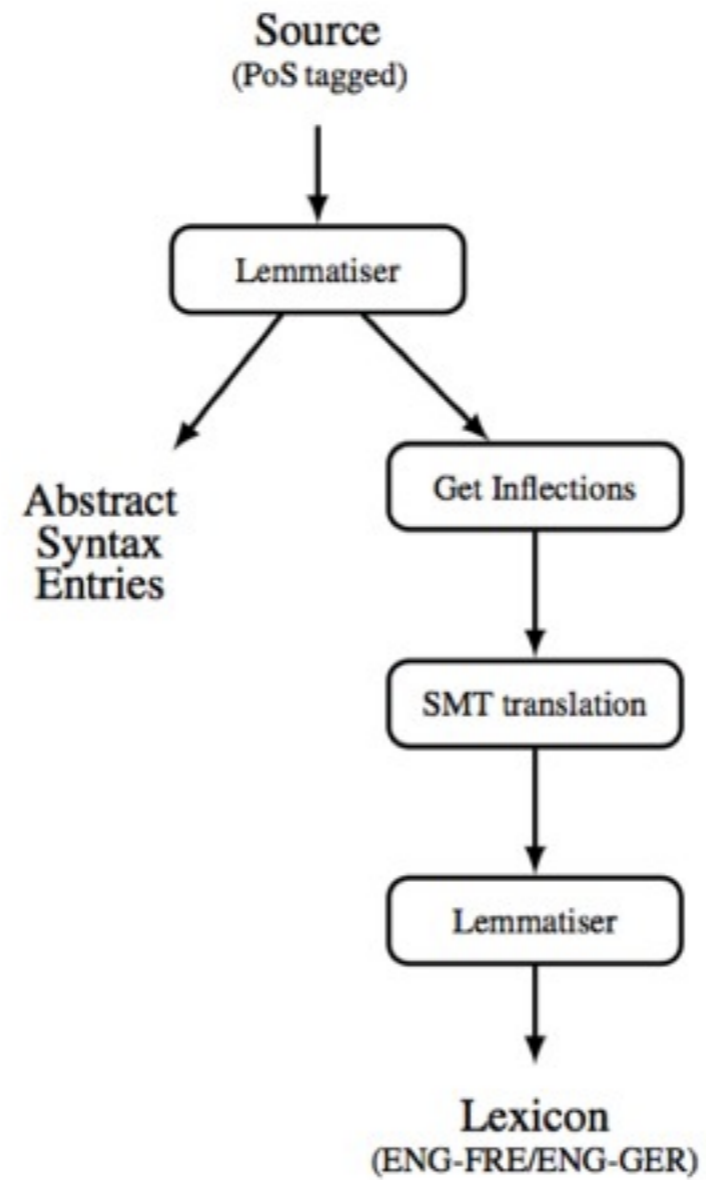 Source
(PoS tagged)
Lemmatiser
Abstract
Syntax
Entries
Get Inflections
SMT translation
Lemmatiser
Lexicon
(ENG-FRE/ENG-GER)